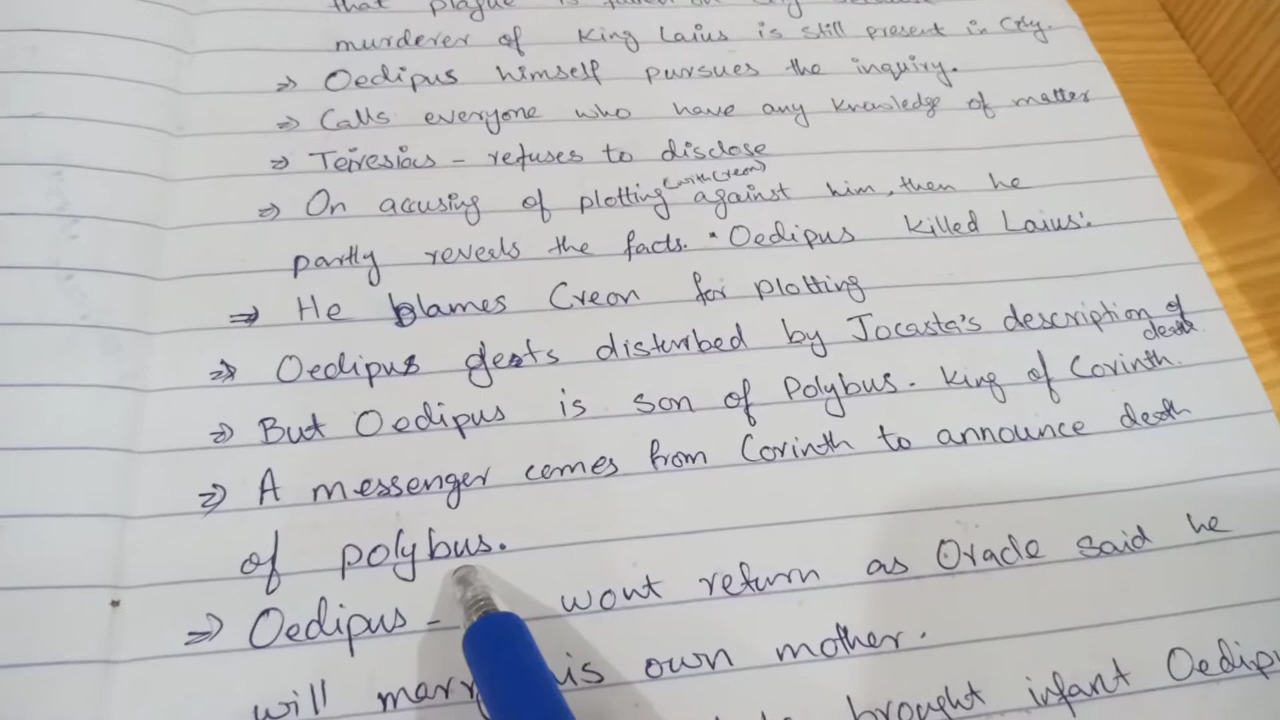 that plague is
murderer of King Laius is still present in City.
⇒ Oedipus himself pursues the inquiry.
⇒ Calls everyone who have any knowledge of matter
⇒ Teiresias - refuses to disclose
(with Creon)
⇒ On accusing of plotting against him, then he
partly reveals the facts. "Oedipus killed Laius".
⇒ He blames Creon for plotting
⇒ Oedipus gets disturbed by Jocasta's description of
death
⇒ But Oedipus is son of Polybus. King of Corinth.
⇒ A messenger comes from Corinth to announce death
of polybus.
⇒ Oedipus - wont return as Oracle said he
will marry his own mother.
brought infant Oedipu